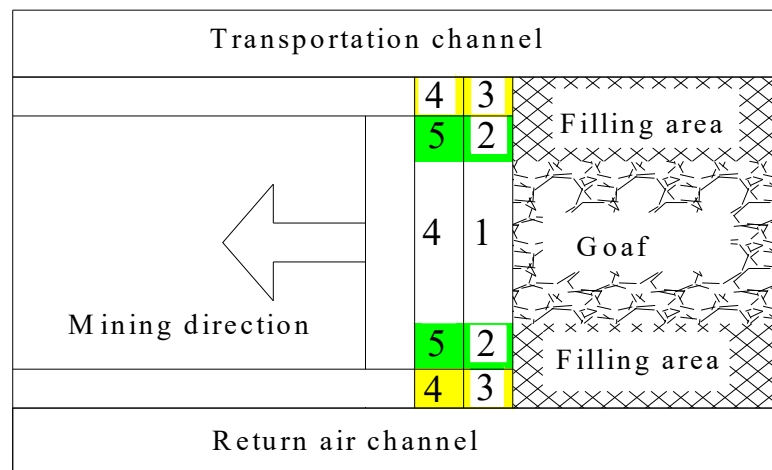 Transportation channel
4 3
5 2
Filling area
4 1
Goaf
Mining direction
5 2
Filling area
4 3
Return air channel